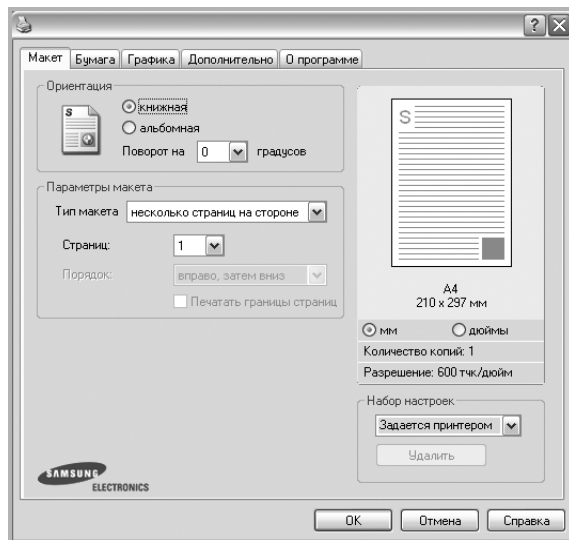 Макет Бумага Графика Дополнительно О программе
Ориентация
S
книжная
альбомная
Поворот на 0 градусов
Параметры макета
Тип макета несколько страниц на стороне
Страниц: 1
Порядок: вправо, затем вниз
Печатать границы страниц
S
A4
210 x 297 мм
мм дюймы
Количество копий: 1
Разрешение: 600 тчк/дюйм
Набор настроек
Задается принтером
Удалить
SAMSUNG
ELECTRONICS
OK Отмена Справка